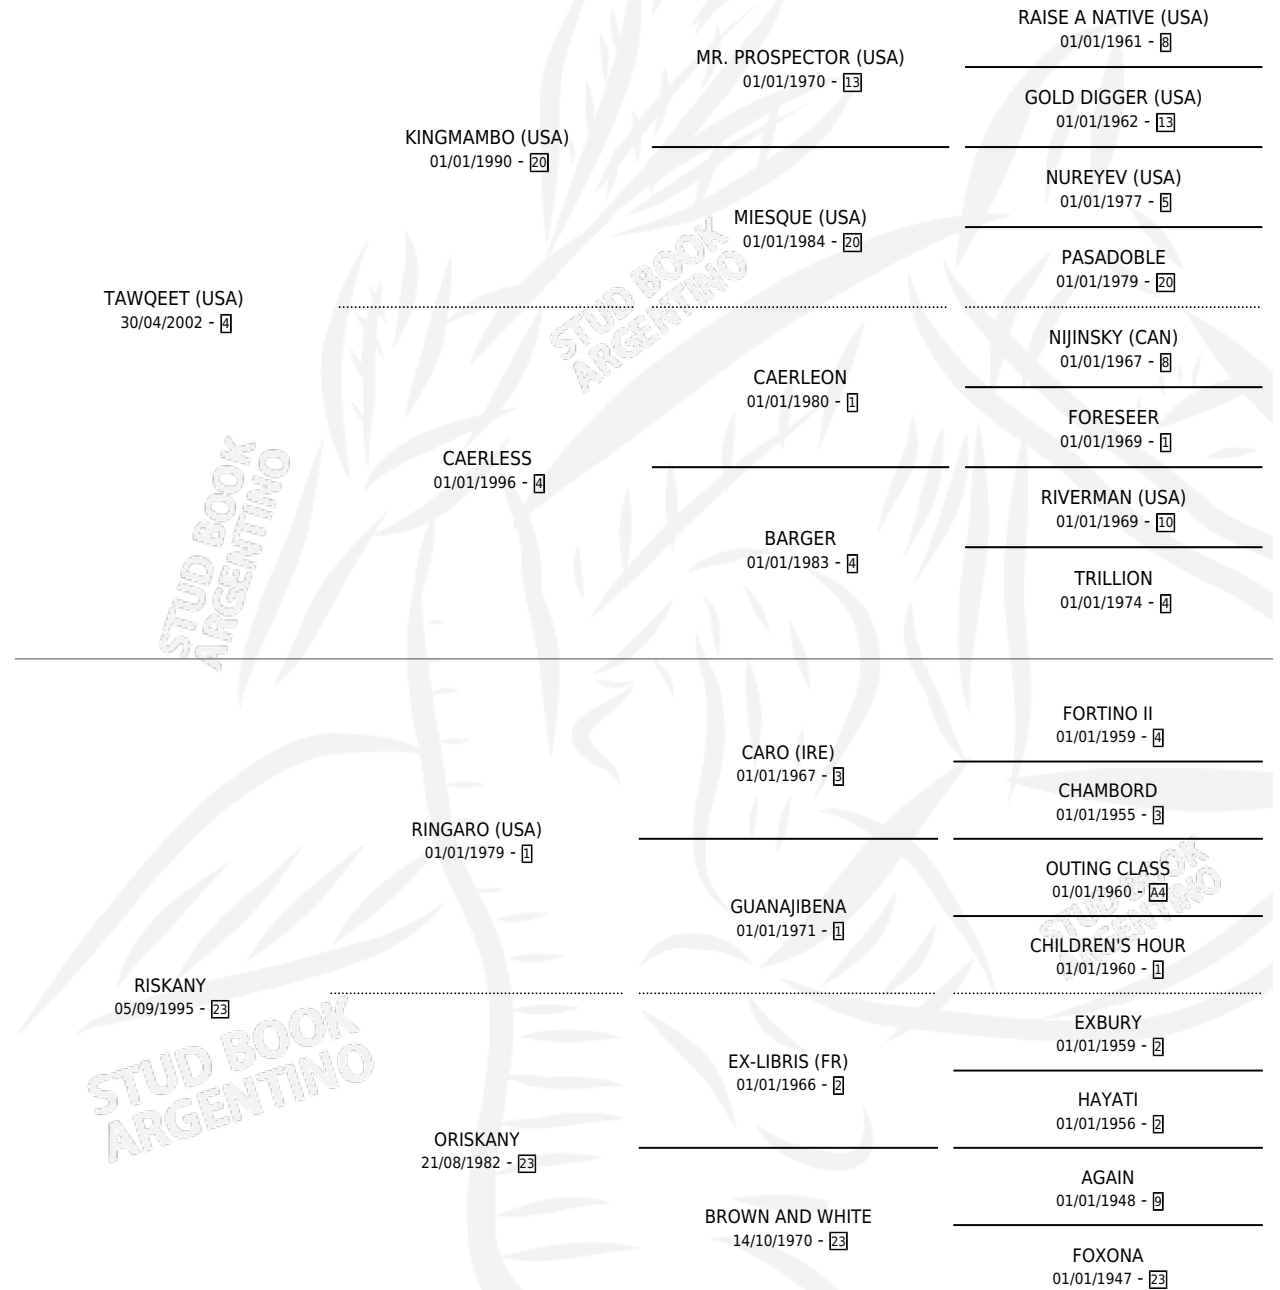 RAISE A NATIVE (USA)
01/01/1961 - 8
MR. PROSPECTOR (USA)
01/01/1970 - 13
GOLD DIGGER (USA)
01/01/1962 - 13
KINGMAMBO (USA)
01/01/1990 - 20
NUREYEV (USA)
01/01/1977 - 5
MIESQUE (USA)
01/01/1984 - 20
PASADOBLE
01/01/1979 - 20
TAWQEET (USA)
30/04/2002 - 4
STUD BOOK
ARGENTINO
NIJINSKY (CAN)
01/01/1967 - 8
CAERLEON
01/01/1980 - 1
FORESEER
01/01/1969 - 1
CAERLESS
01/01/1996 - 4
RIVERMAN (USA)
01/01/1969 - 10
BARGER
01/01/1983 - 4
TRILLION
01/01/1974 - 4
STUD BOOK
ARGENTINO
FORTINO II
01/01/1959 - 4
CARO (IRE)
01/01/1967 - 3
CHAMBORD
01/01/1955 - 3
RINGARO (USA)
01/01/1979 - 1
OUTING CLASS
01/01/1960 - A4
GUANAJIBENA
01/01/1971 - 1
CHILDREN'S HOUR
01/01/1960 - 1
STUD BOOK
ARGENTINO
RISKANY
05/09/1995 - 23
STUD BOOK
ARGENTINO
EXBURY
01/01/1959 - 2
EX-LIBRIS (FR)
01/01/1966 - 2
HAYATI
01/01/1956 - 2
ORISKANY
21/08/1982 - 23
AGAIN
01/01/1948 - 9
BROWN AND WHITE
14/10/1970 - 23
FOXONA
01/01/1947 - 23